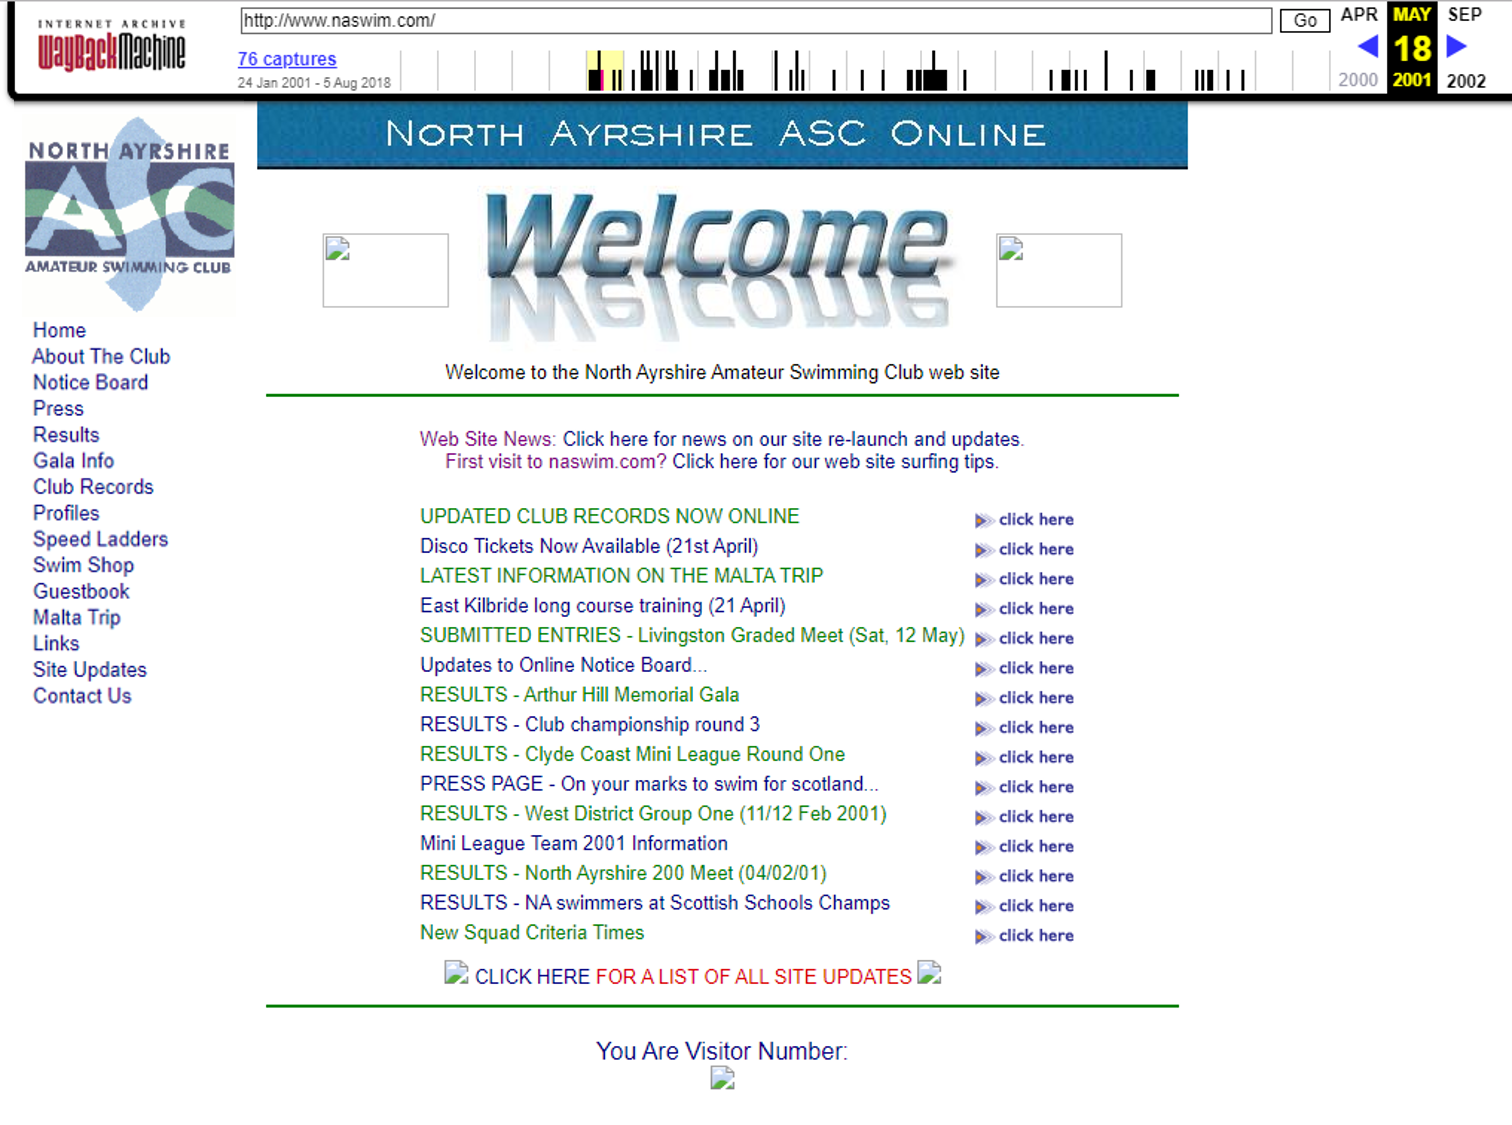 INTERNET ARCHIVE
WayBackMachine
http://www.naswim.com/
Go
APR MAY SEP
76 captures
18
24 Jan 2001 - 5 Aug 2018
2000 2001 2002
NORTH AYRSHIRE
ASC
AMATEUR SWIMMING CLUB
NORTH AYRSHIRE ASC ONLINE
Welcome
Welcome to the North Ayrshire Amateur Swimming Club web site
Home
About The Club
Notice Board
Press
Results
Gala Info
Club Records
Profiles
Speed Ladders
Swim Shop
Guestbook
Malta Trip
Links
Site Updates
Contact Us
Web Site News: Click here for news on our site re-launch and updates.
First visit to naswim.com? Click here for our web site surfing tips.
UPDATED CLUB RECORDS NOW ONLINE click here
Disco Tickets Now Available (21st April) click here
LATEST INFORMATION ON THE MALTA TRIP click here
East Kilbride long course training (21 April) click here
SUBMITTED ENTRIES - Livingston Graded Meet (Sat, 12 May) click here
Updates to Online Notice Board... click here
RESULTS - Arthur Hill Memorial Gala click here
RESULTS - Club championship round 3 click here
RESULTS - Clyde Coast Mini League Round One click here
PRESS PAGE - On your marks to swim for scotland... click here
RESULTS - West District Group One (11/12 Feb 2001) click here
Mini League Team 2001 Information click here
RESULTS - North Ayrshire 200 Meet (04/02/01) click here
RESULTS - NA swimmers at Scottish Schools Champs click here
New Squad Criteria Times click here
CLICK HERE FOR A LIST OF ALL SITE UPDATES
You Are Visitor Number: